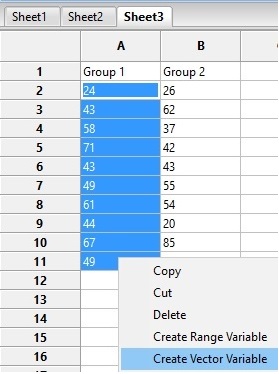 Sheet1 Sheet2 Sheet3
A B
1 Group 1 Group 2
2 24 26
3 43 62
4 58 37
5 71 42
6 43 43
7 49 55
8 61 54
9 44 20
10 67 85
11 49
12 Copy
13 Cut
14 Delete
15 Create Range Variable
16 Create Vector Variable